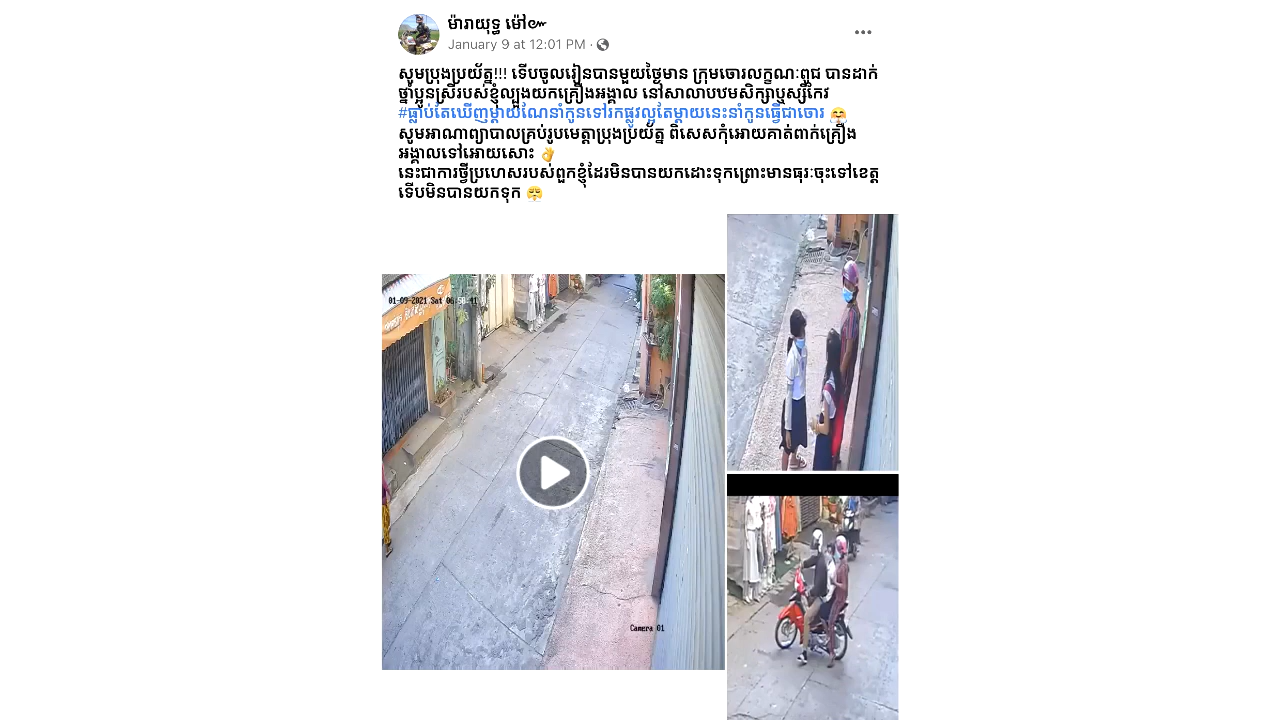 ម៉ារាយុទ្ធ ម៉ៅ៚
January 9 at 12:01 PM ·
សូមប្រុងប្រយ័ត្ន!!! ទើបចូលរៀនបានមួយថ្ងៃមាន ក្រុមចោរលក្ខណៈពូជ បានដាក់
ថ្នាំប្អូនស្រីរបស់ខ្ញុំល្បួងយកគ្រឿងអង្គាល នៅសាលាបឋមសិក្សាឬស្សីកែវ
#ធ្លាប់តែឃើញម្តាយណែនាំកូនទៅរកផ្លូវល្អតែម្តាយនេះនាំកូនធ្វើជាចោរ 🤗
សូមអាណាព្យាបាលគ្រប់រូបមេត្តាប្រុងប្រយ័ត្ន ពិសេសកុំអោយគាត់ពាក់គ្រឿង
អង្គាលទៅអោយសោះ 👌
នេះជាការធ្វីប្រហេសរបស់ពួកខ្ញុំដែរមិនបានយកដោះទុកព្រោះមានធុរៈចុះទៅខេត្ត
ទើបមិនបានយកទុក 😤
01-09-2021 Sat 06:50:41
Camera 01